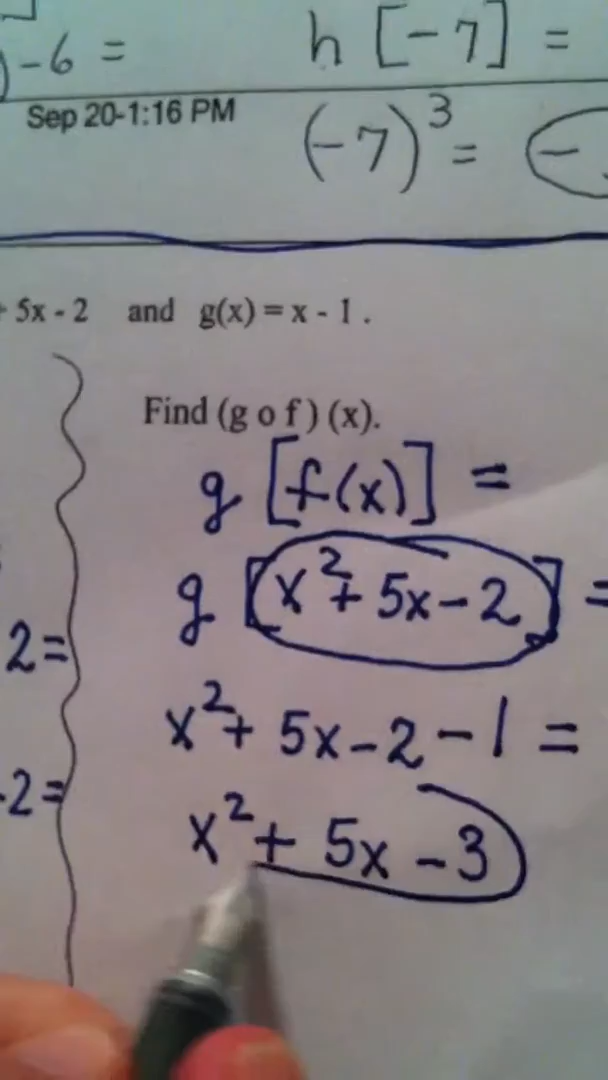 )-6 =
h [-7] =
Sep 20-1:16 PM
(-7)³ = -
+ 5x - 2 and g(x) = x - 1 .
Find (g o f ) (x).
g [f(x)] =
g [x²+ 5x - 2] =
2=
x²+ 5x - 2 - 1 =
-2=
x²+ 5x - 3